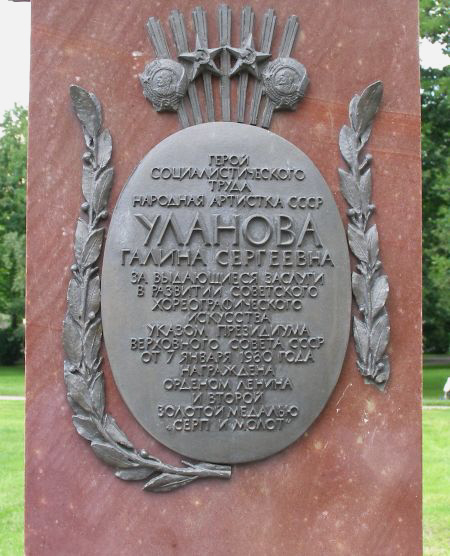 ГЕРОЙ
СОЦИАЛИСТИЧЕСКОГО
ТРУДА
НАРОДНАЯ АРТИСТКА СССР
УЛАНОВА
ГАЛИНА СЕРГЕЕВНА
ЗА ВЫДАЮЩИЕСЯ ЗАСЛУГИ
В РАЗВИТИИ СОВЕТСКОГО
ХОРЕОГРАФИЧЕСКОГО
ИСКУССТВА
УКАЗОМ ПРЕЗИДИУМА
ВЕРХОВНОГО СОВЕТА СССР
ОТ 7 ЯНВАРЯ 1980 ГОДА
НАГРАЖДЕНА
ОРДЕНОМ ЛЕНИНА
И ВТОРОЙ
ЗОЛОТОЙ МЕДАЛЬЮ
"СЕРП И МОЛОТ"